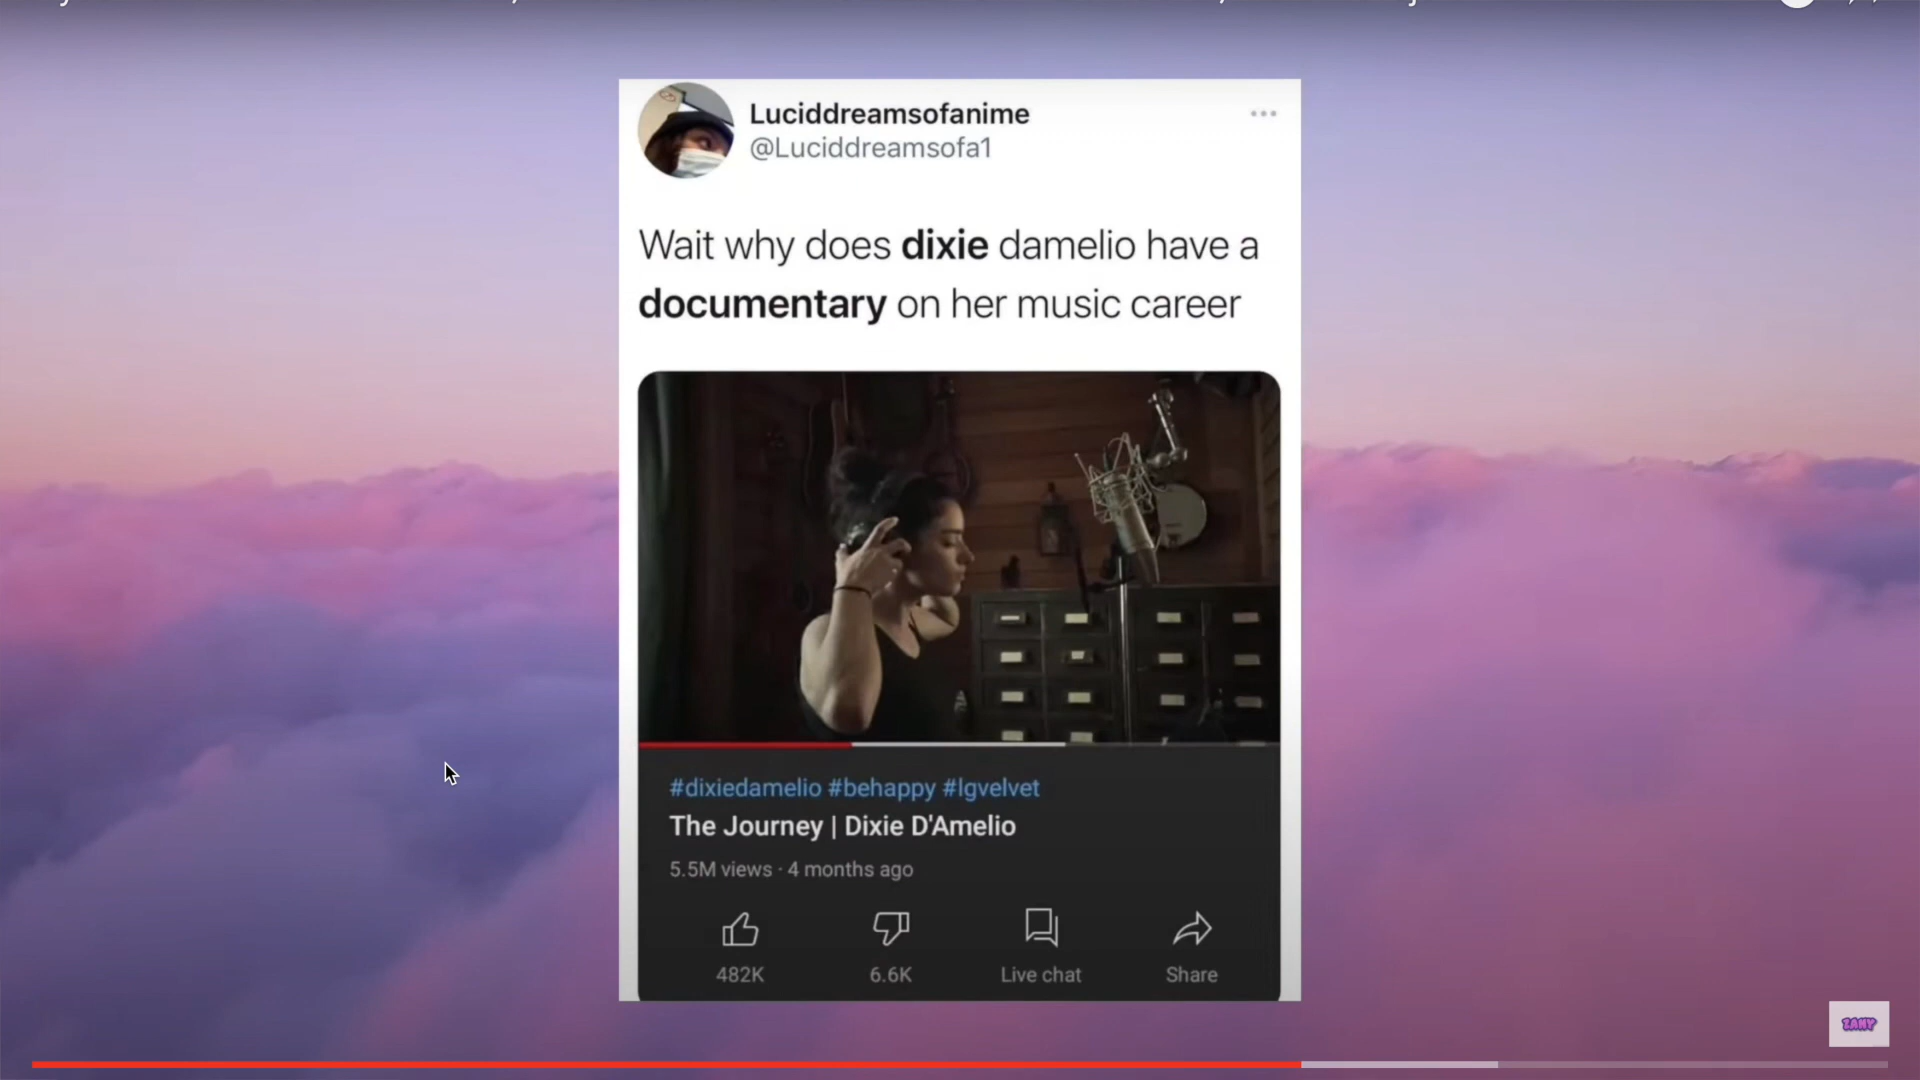 Luciddreamsofanime
@Luciddreamsofa1
Wait why does dixie damelio have a
documentary on her music career
#dixiedamelio #behappy #lgvelvet
The Journey | Dixie D'Amelio
5.5M views · 4 months ago
482K
6.6K
Live chat
Share
ZANY